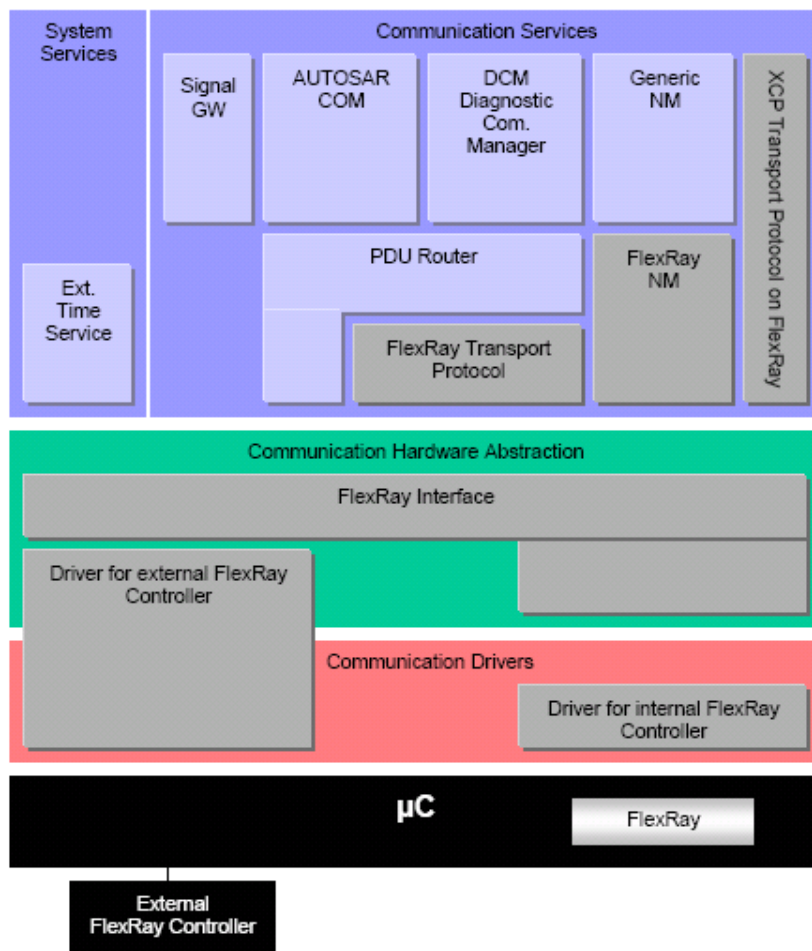 System
Services
Communication Services
Signal
GW
AUTOSAR
COM
DCM
Diagnostic
Com.
Manager
Generic
NM
XCP Transport Protocol on FlexRay
Ext.
Time
Service
PDU Router
FlexRay
NM
FlexRay Transport
Protocol
Communication Hardware Abstraction
FlexRay Interface
Driver for external FlexRay
Controller
Communication Drivers
Driver for internal FlexRay
Controller
µC
FlexRay
External
FlexRay Controller